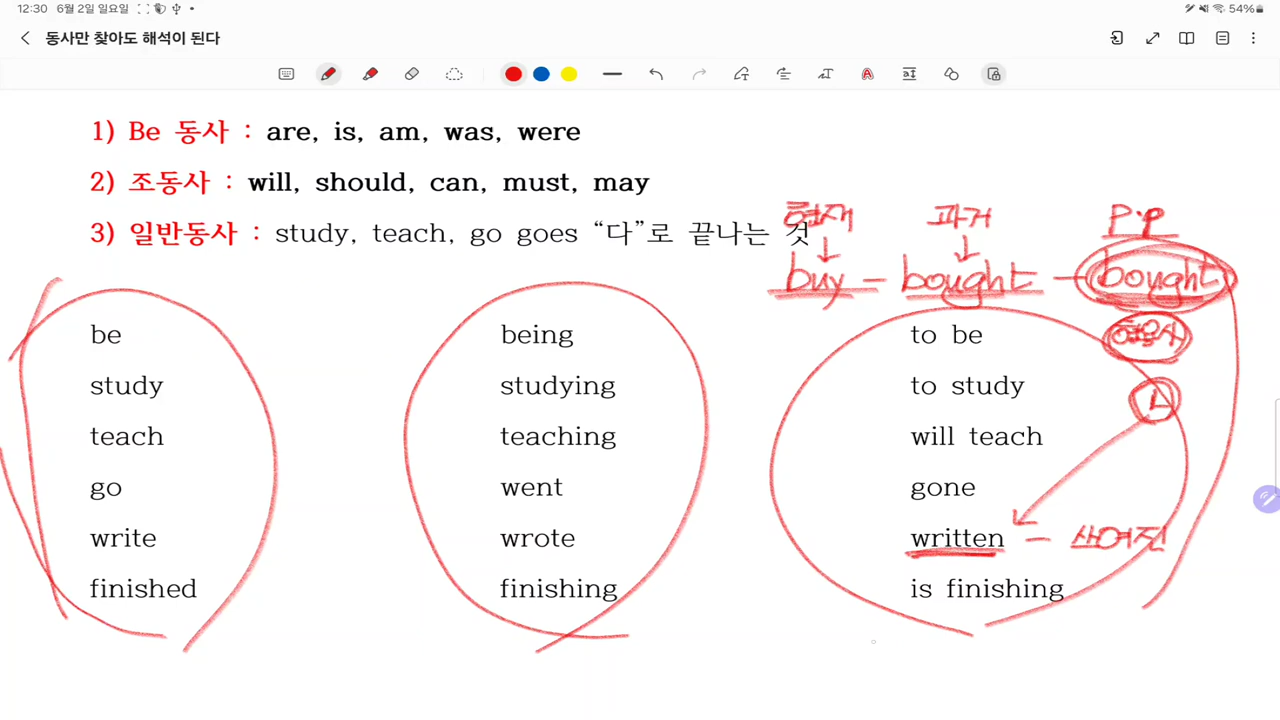 12:30 6월 2일 일요일
54%
동사만 찾아도 해석이 된다
1) Be 동사 : are, is, am, was, were
2) 조동사 : will, should, can, must, may
현재 과거 P.P
3) 일반동사 : study, teach, go goes “다”로 끝나는 것
buy - bought - bought
be being to be 형용사
study studying to study ㄴ
teach teaching will teach
go went gone
write wrote written -
finished finishing is finishing